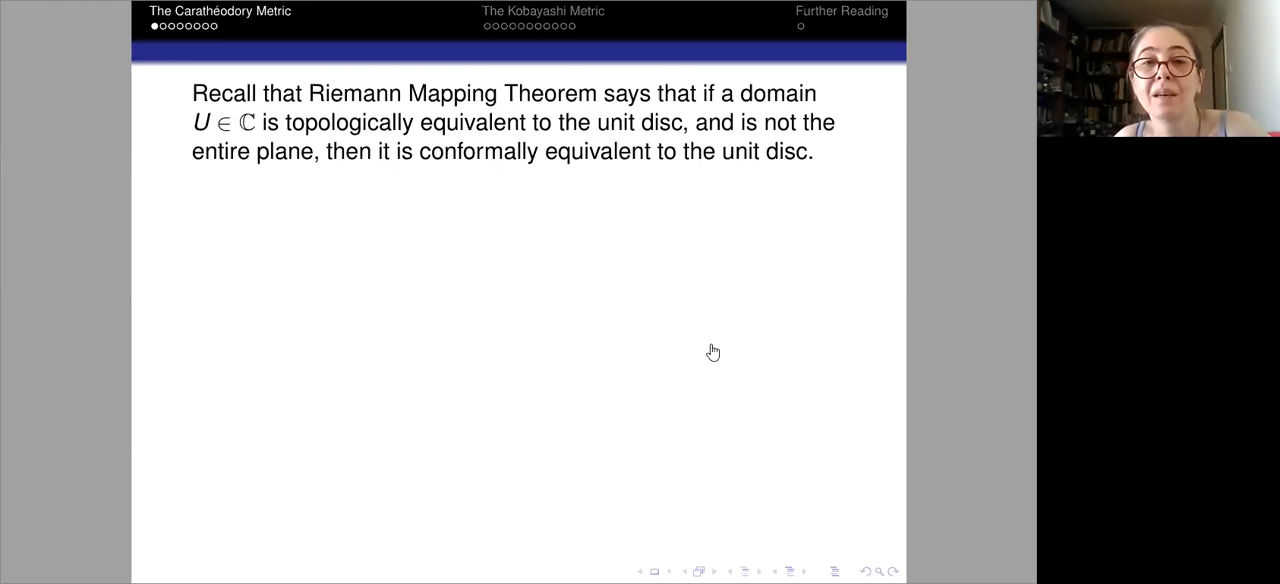 The Carathéodory Metric
The Kobayashi Metric
Further Reading
Recall that Riemann Mapping Theorem says that if a domain
U ∈ ℂ is topologically equivalent to the unit disc, and is not the
entire plane, then it is conformally equivalent to the unit disc.